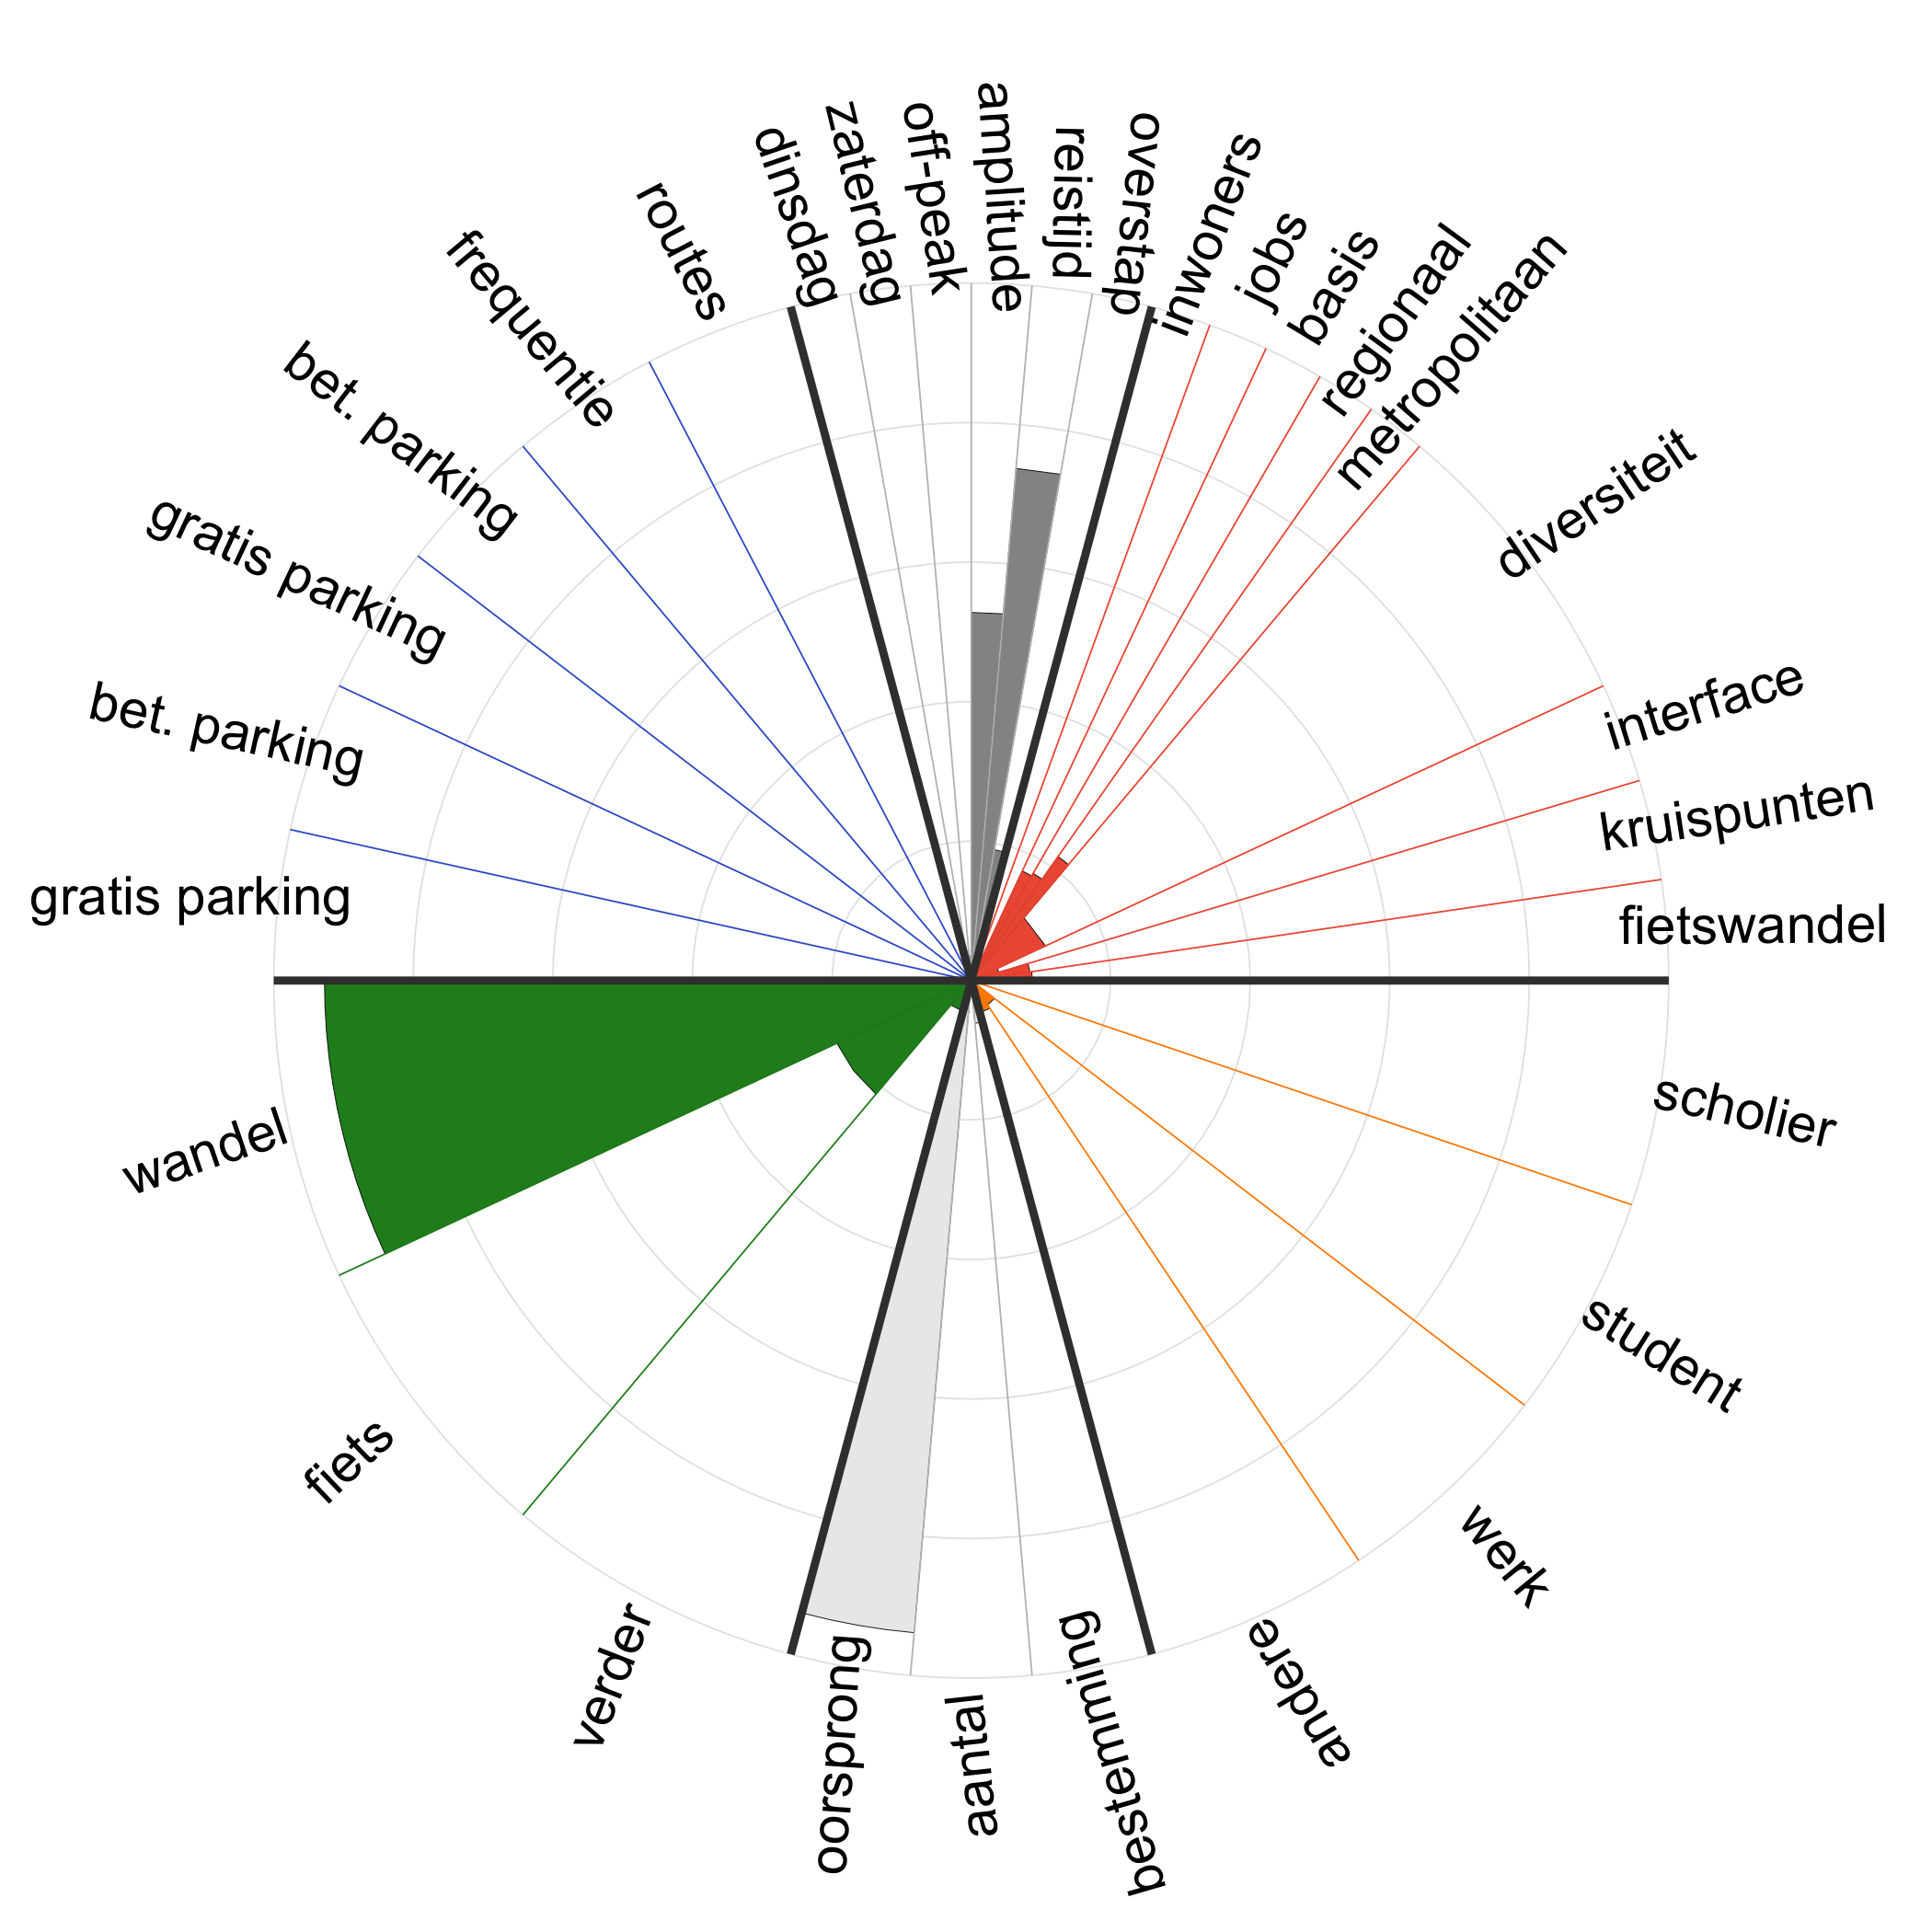 dinsdag
zaterdag
off-peak
amplitude
reistijd
overstap
inwoners
jobs
basis
regionaal
metropolitaan
diversiteit
interface
kruispunten
fietswandel
scholier
student
werk
andere
bestemming
aantal
oorsprong
verder
fiets
wandel
gratis parking
bet. parking
gratis parking
bet. parking
frequentie
routes